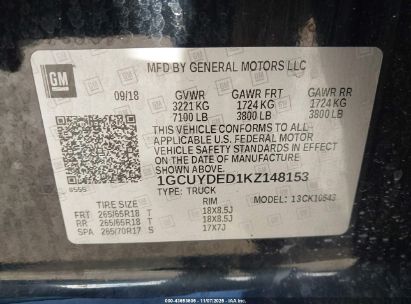 GM
MFD BY GENERAL MOTORS LLC
09/18 GVWR GAWR FRT GAWR RR
3221 KG 1724 KG 1724 KG
7100 LB 3800 LB 3800 LB
THIS VEHICLE CONFORMS TO ALL
APPLICABLE U.S. FEDERAL MOTOR
VEHICLE SAFETY STANDARDS IN
EFFECT ON THE DATE OF
MANUFACTURE SHOWN ABOVE.
1GCUYDED1KZ148153
TYPE: TRUCK
MODEL: 13CK10543
TIRE SIZE RIM
FRT 265/65R18 T 18X8.5J
RR 265/65R18 T 18X8.5J
SPA 265/70R17 S 17X7J